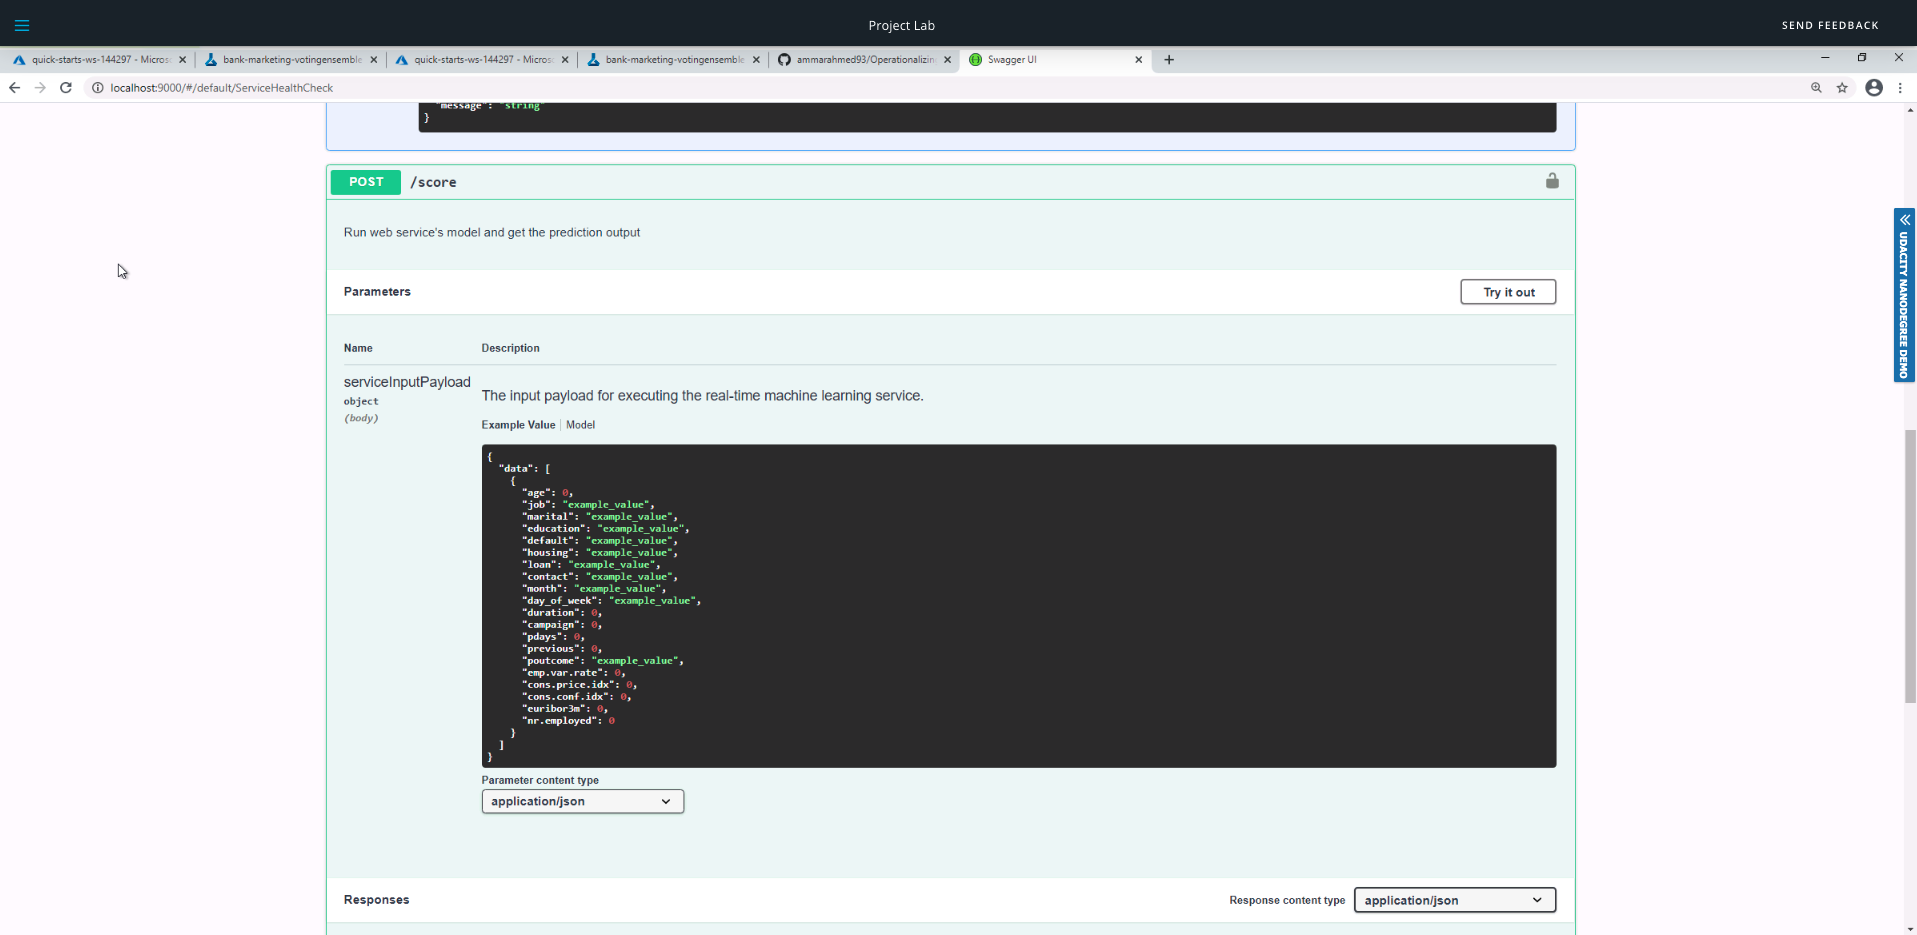 Project Lab
SEND FEEDBACK
quick-starts-ws-144297 - Micros
bank-marketing-votingensemble
quick-starts-ws-144297 - Micros
bank-marketing-votingensemble
ammarahmed93/Operationalizin
Swagger UI
localhost:9000/#/default/ServiceHealthCheck
"message": "string"
}
POST /score
Run web service's model and get the prediction output
Parameters
Try it out
Name Description
serviceInputPayload
object
(body)
The input payload for executing the real-time machine learning service.
Example Value | Model
{
"data": [
{
"age": 0,
"job": "example_value",
"marital": "example_value",
"education": "example_value",
"default": "example_value",
"housing": "example_value",
"loan": "example_value",
"contact": "example_value",
"month": "example_value",
"day_of_week": "example_value",
"duration": 0,
"campaign": 0,
"pdays": 0,
"previous": 0,
"poutcome": "example_value",
"emp.var.rate": 0,
"cons.price.idx": 0,
"cons.conf.idx": 0,
"euribor3m": 0,
"nr.employed": 0
}
]
}
Parameter content type
application/json
Responses
Response content type application/json
UDACITY NANODEGREE DEMO